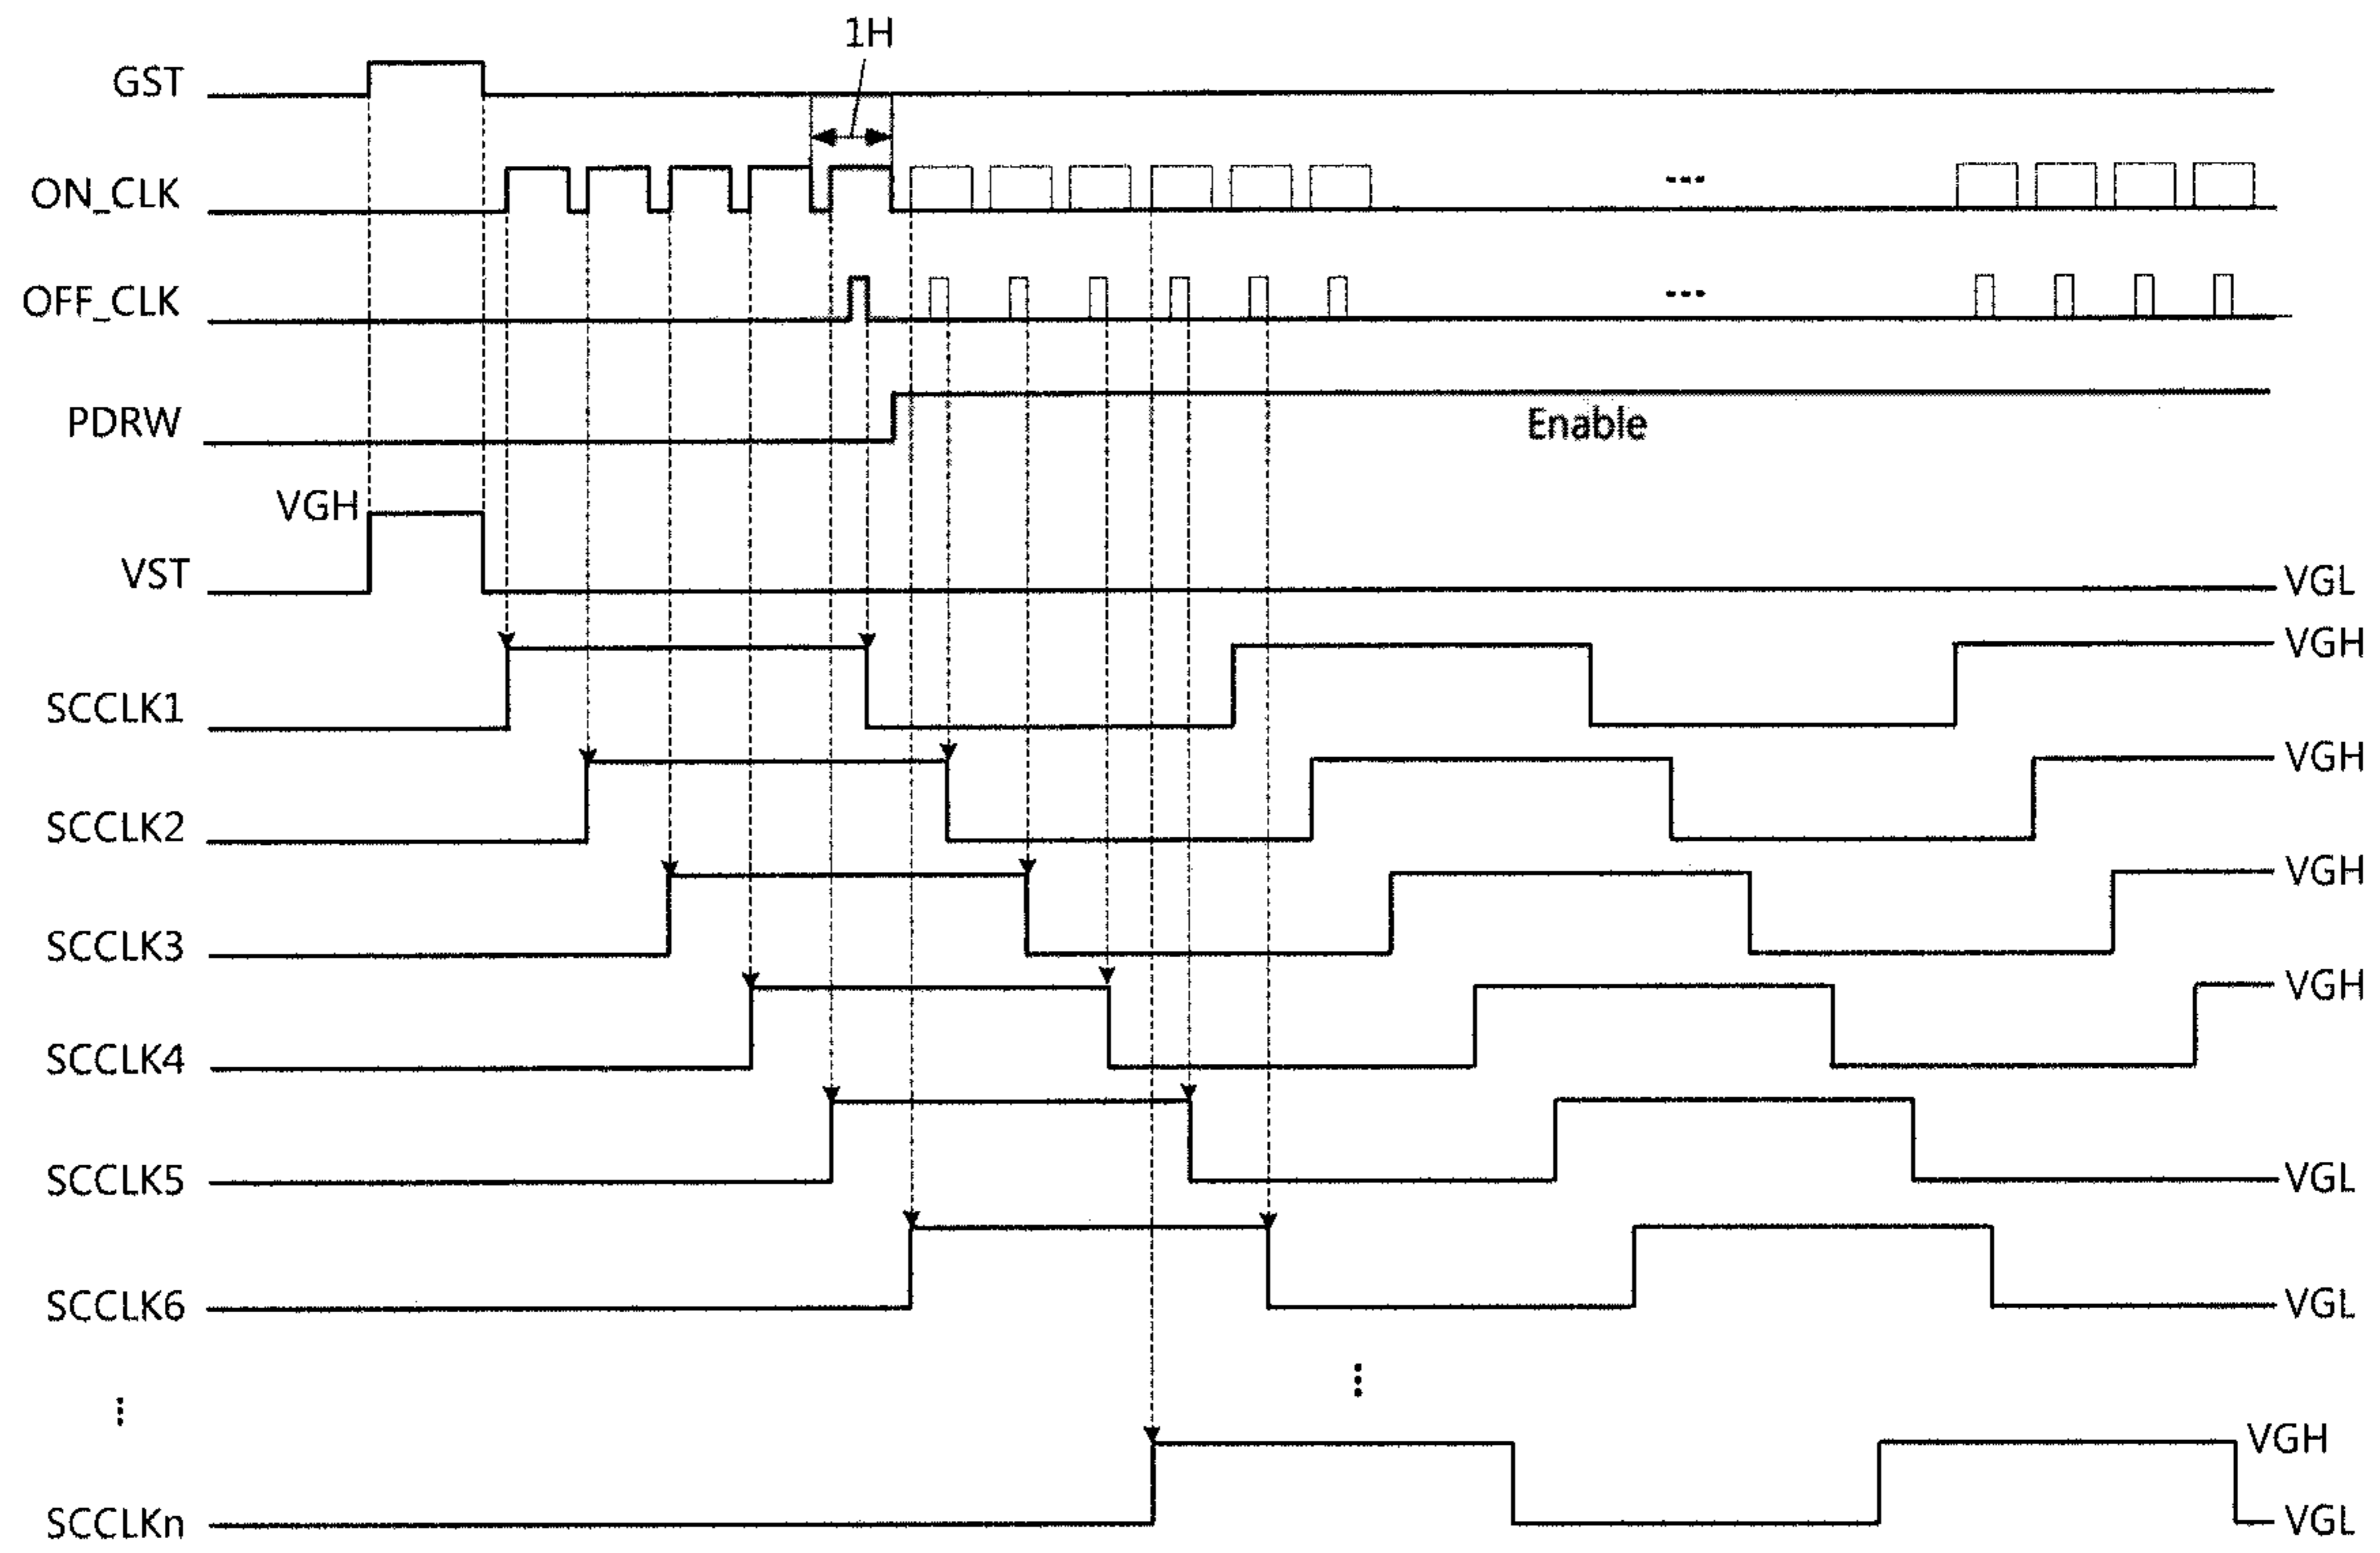 1H
GST
ON_CLK
...
OFF_CLK
...
PDRW
Enable
VGH
VST
VGL
VGH
SCCLK1
VGH
SCCLK2
VGH
SCCLK3
VGH
SCCLK4
SCCLK5
VGL
SCCLK6
VGL
VGH
SCCLKn
VGL